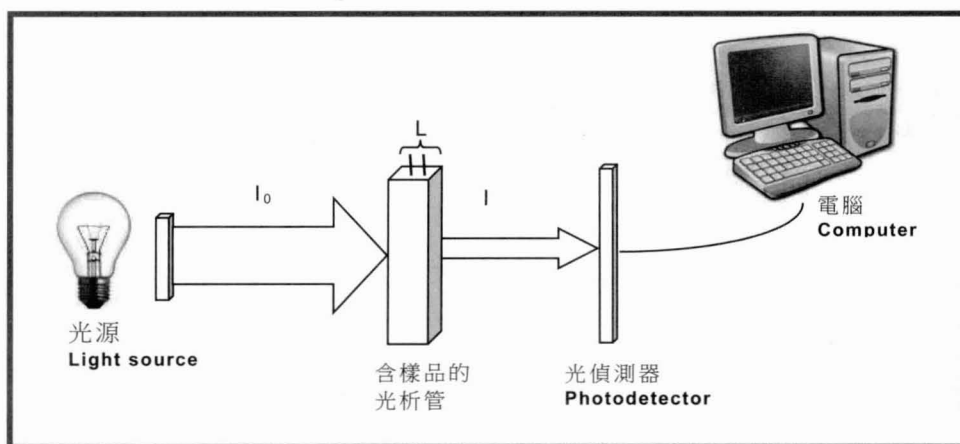 L
I₀
I
電腦
Computer
光源
Light source
含樣品的
光析管
光偵測器
Photodetector